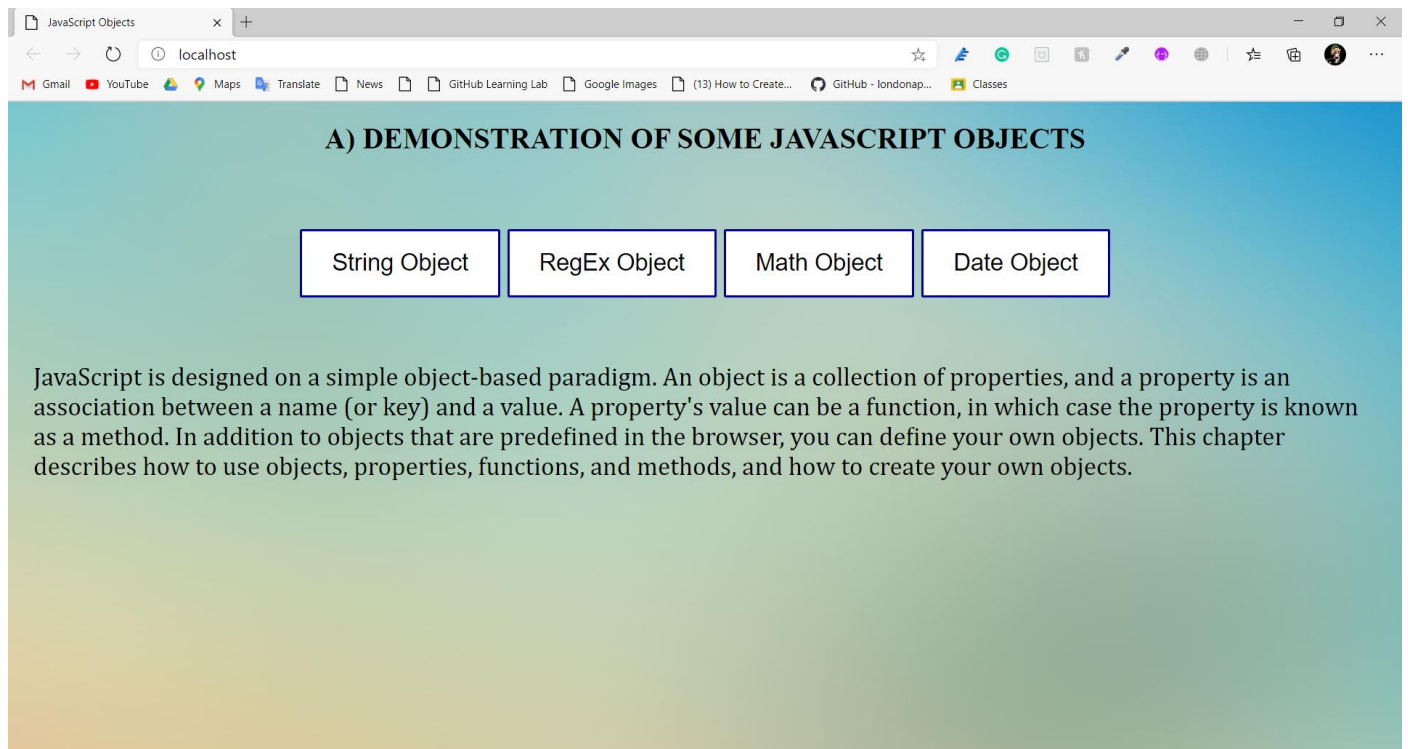 JavaScript Objects
localhost
Gmail YouTube Maps Translate News GitHub Learning Lab Google Images (13) How to Create... GitHub - londonap... Classes
A) DEMONSTRATION OF SOME JAVASCRIPT OBJECTS
String Object RegEx Object Math Object Date Object
JavaScript is designed on a simple object-based paradigm. An object is a collection of properties, and a property is an
association between a name (or key) and a value. A property's value can be a function, in which case the property is known
as a method. In addition to objects that are predefined in the browser, you can define your own objects. This chapter
describes how to use objects, properties, functions, and methods, and how to create your own objects.